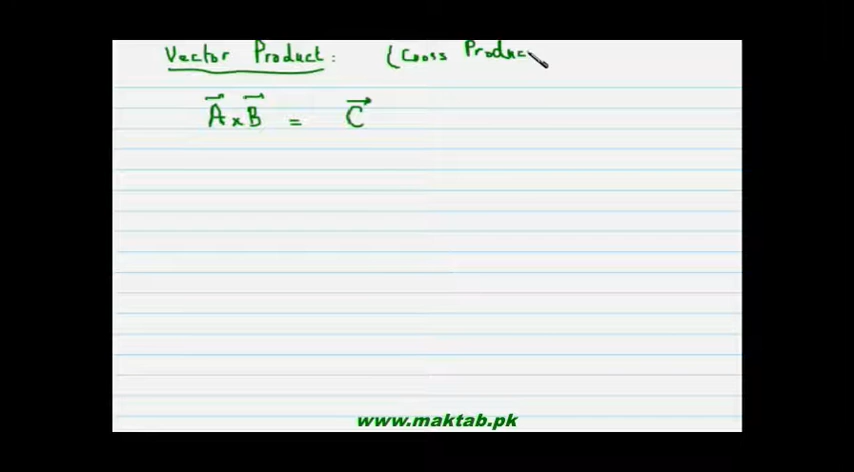 Vector Product: (Cross Produc
A⃗ x B⃗ = C⃗
www.maktab.pk